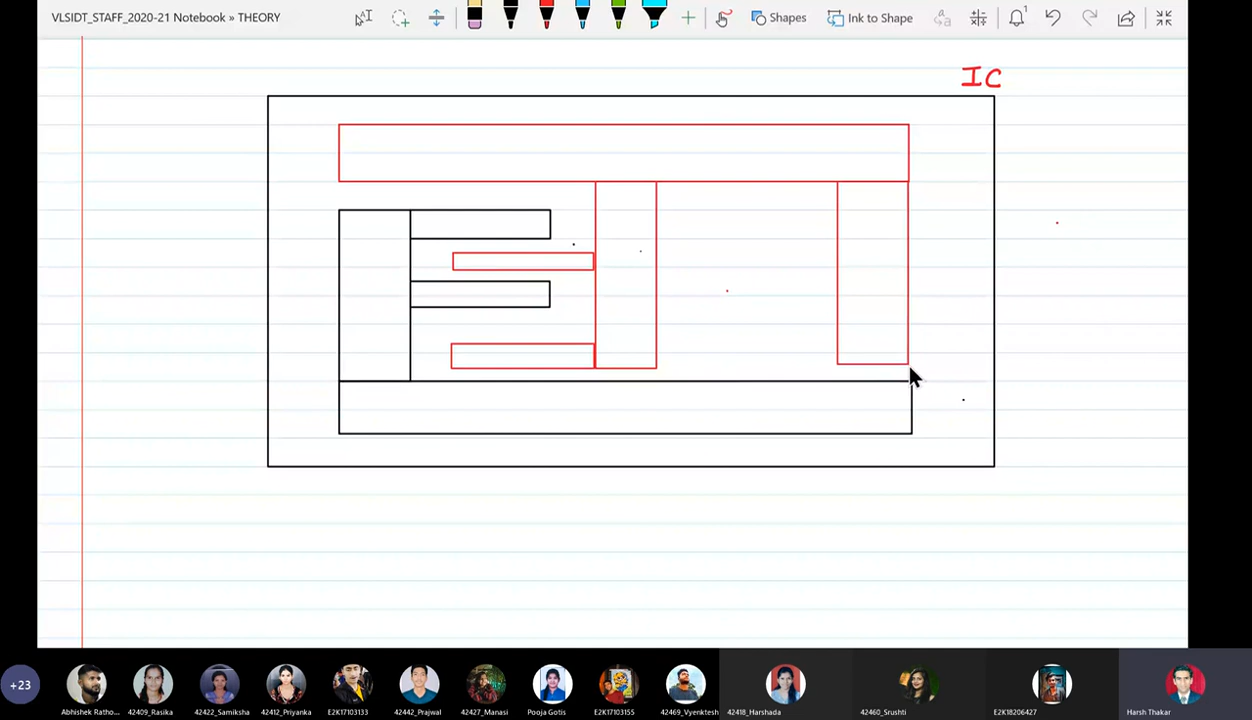 VLSIDT_STAFF_2020-21 Notebook » THEORY
Shapes
Ink to Shape
IC
+23
Abhishek Ratho...
42409_Rasika
42422_Samiksha
42412_Priyanka
E2K17103133
42442_Prajwal
42427_Manasi
Pooja Gotis
E2K17103155
42469_Vyenktesh
42418_Harshada
42460_Srushti
E2K18206427
Harsh Thakar